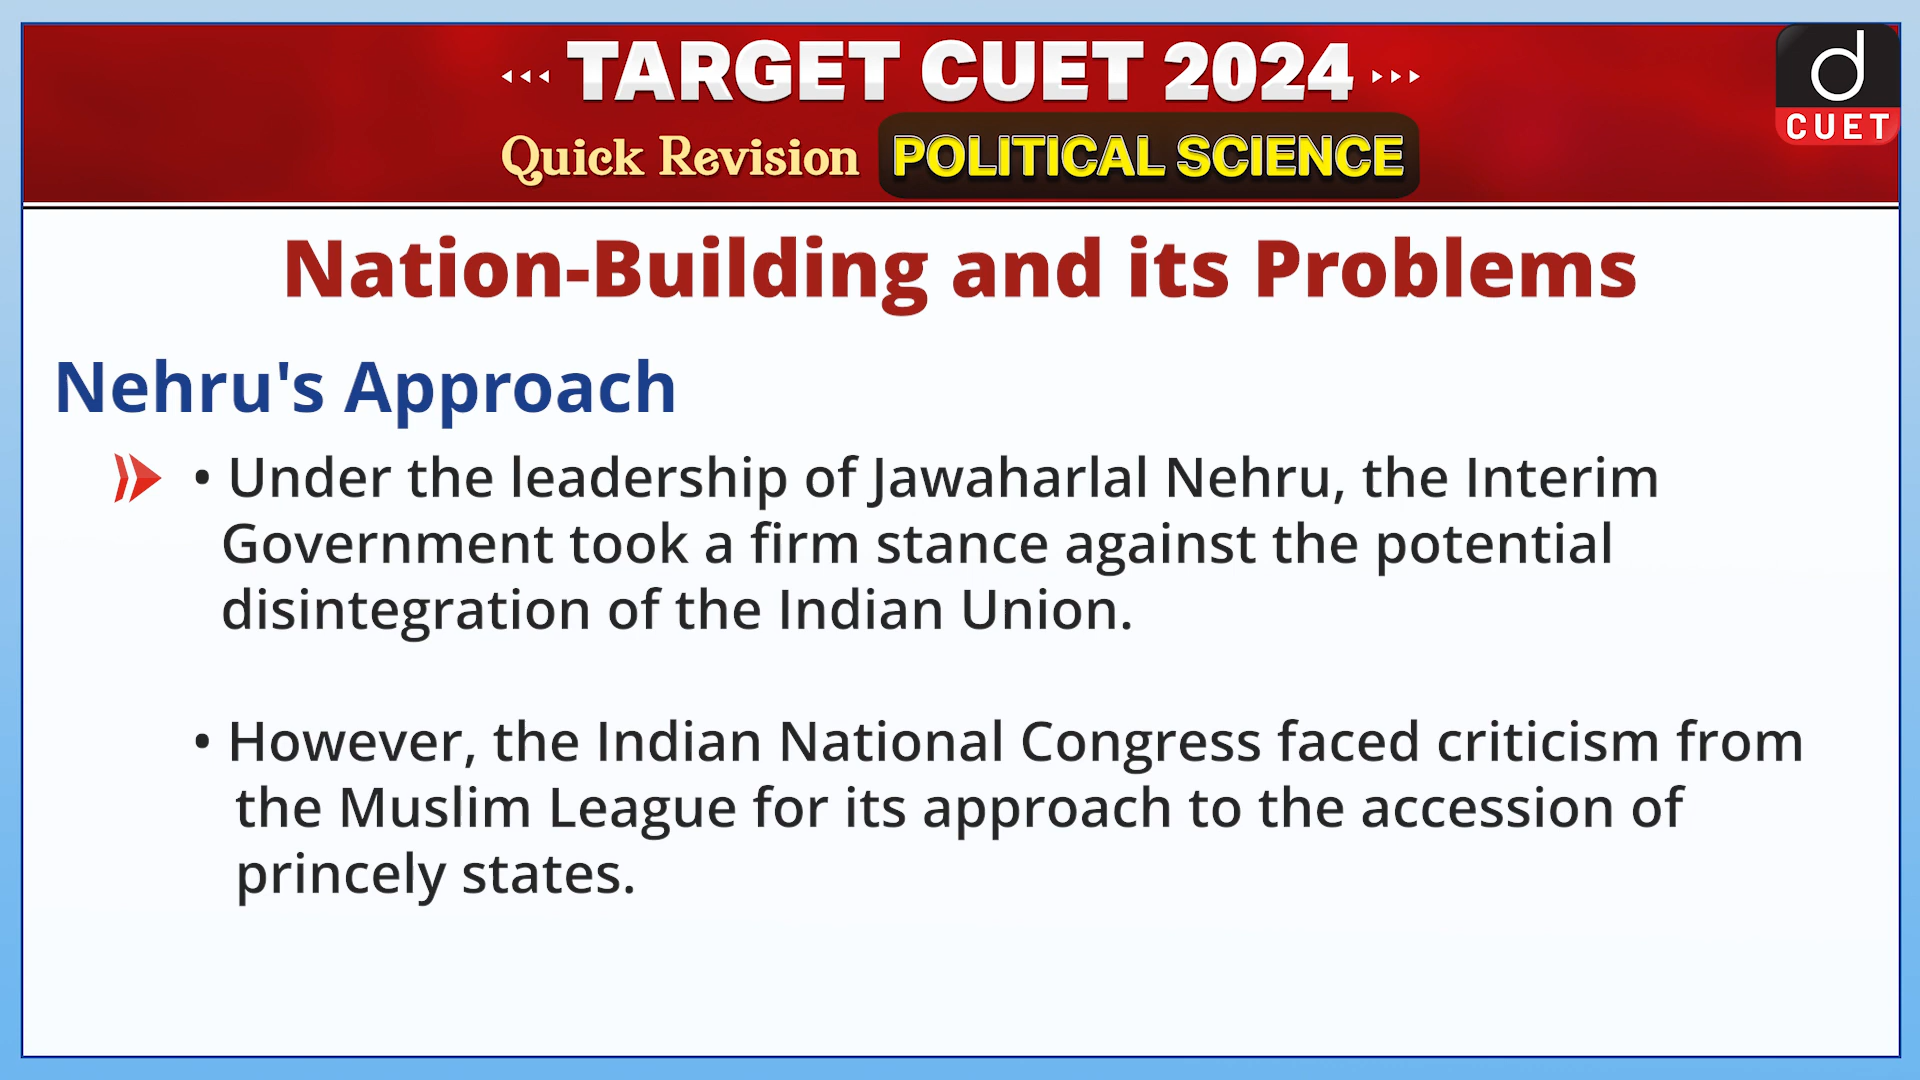 TARGET CUET 2024
Quick Revision POLITICAL SCIENCE
d
CUET
Nation-Building and its Problems
Nehru's Approach
• Under the leadership of Jawaharlal Nehru, the Interim
Government took a firm stance against the potential
disintegration of the Indian Union.
• However, the Indian National Congress faced criticism from
the Muslim League for its approach to the accession of
princely states.